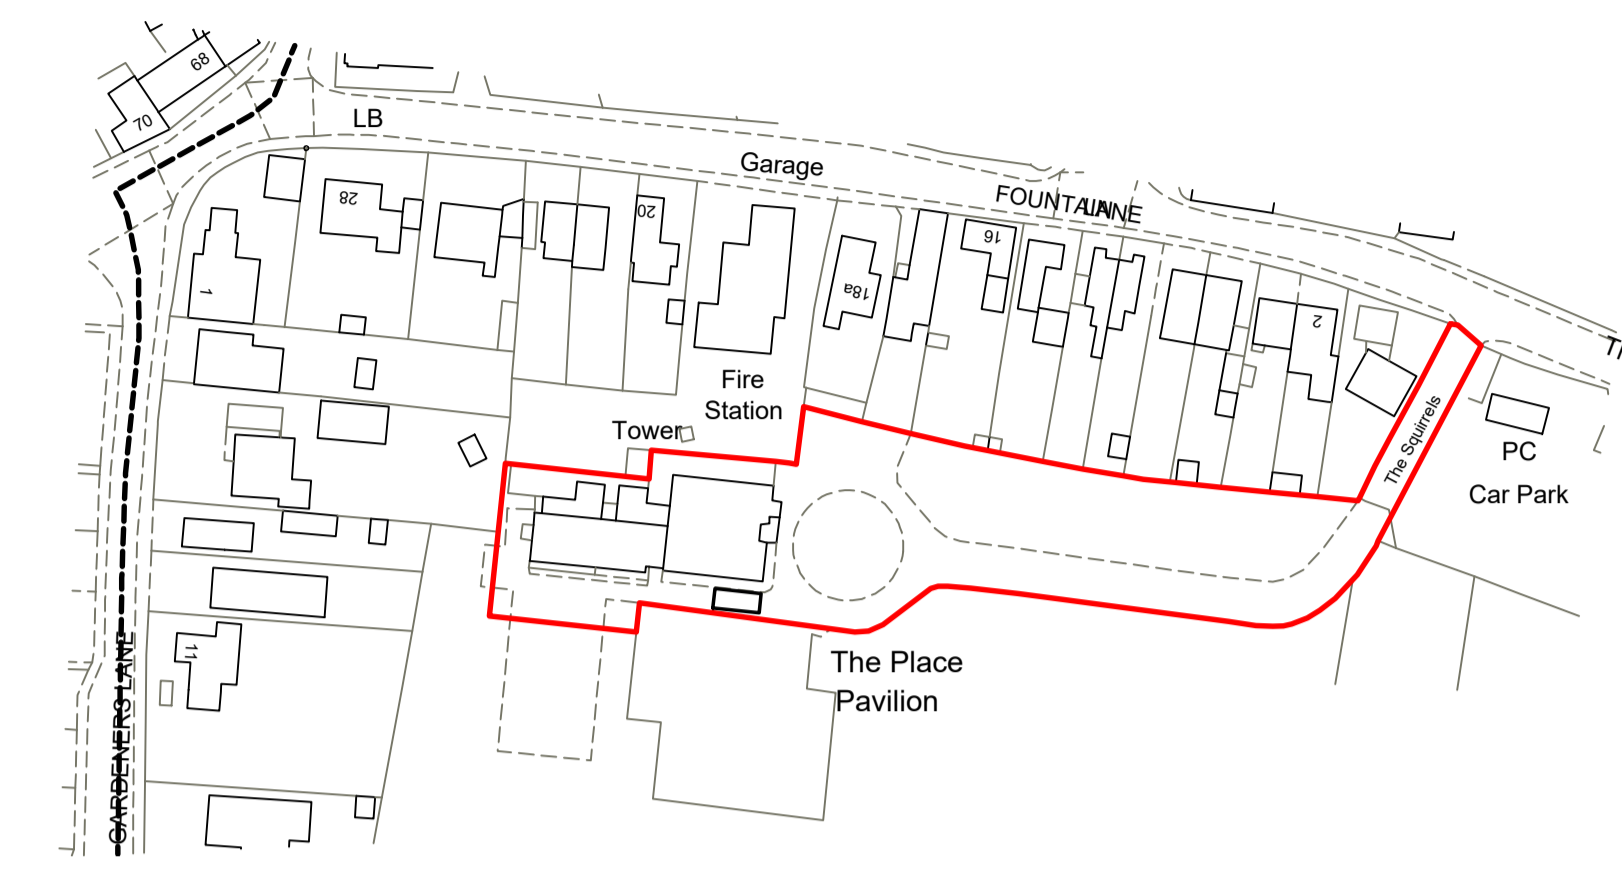 68
70
LB
Garage
FOUNTAIN
LANE
28
20
16
18a
1
2
Fire
Station
Tower
The Squirrels
PC
Car Park
The Place
Pavilion
11
GARDENERS LANE